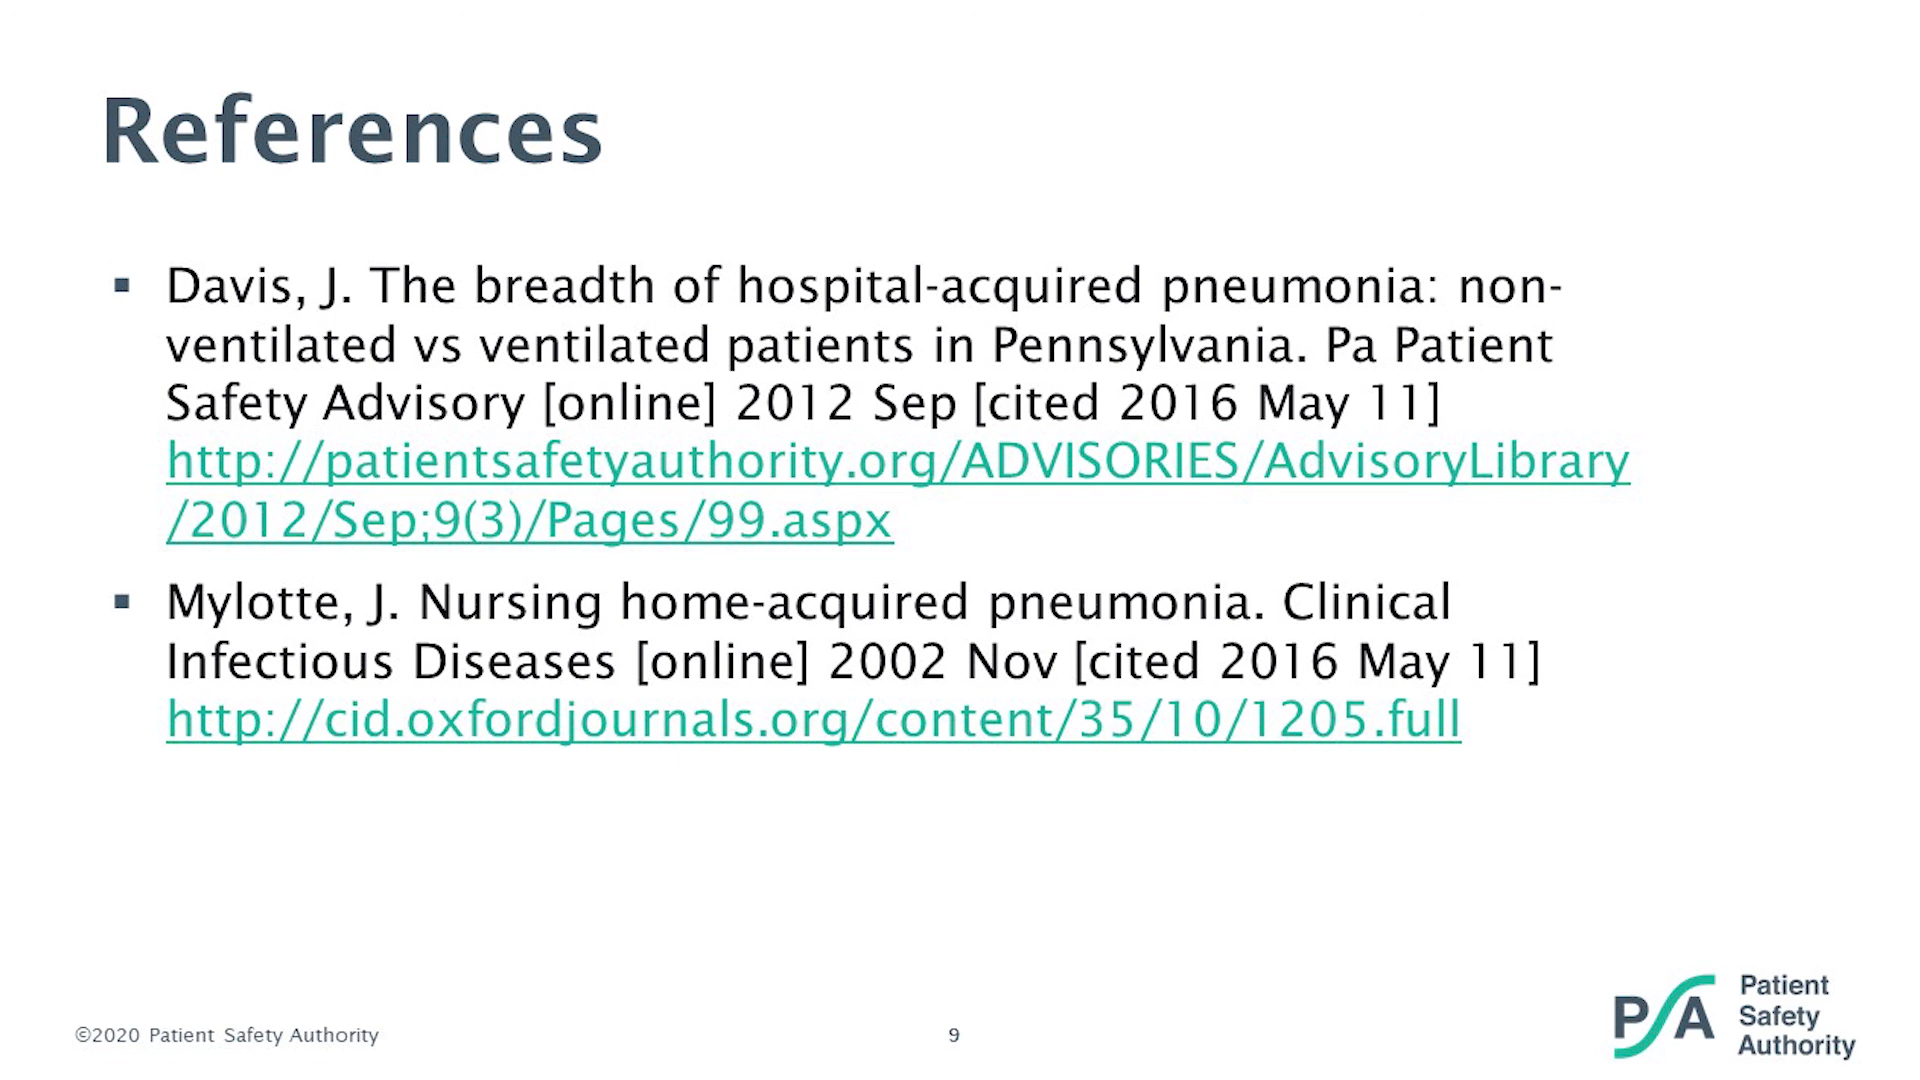 References
▪ Davis, J. The breadth of hospital-acquired pneumonia: non-
ventilated vs ventilated patients in Pennsylvania. Pa Patient
Safety Advisory [online] 2012 Sep [cited 2016 May 11]
http://patientsafetyauthority.org/ADVISORIES/AdvisoryLibrary
/2012/Sep;9(3)/Pages/99.aspx
▪ Mylotte, J. Nursing home-acquired pneumonia. Clinical
Infectious Diseases [online] 2002 Nov [cited 2016 May 11]
http://cid.oxfordjournals.org/content/35/10/1205.full
©2020 Patient Safety Authority
9
PSA
Patient
Safety
Authority